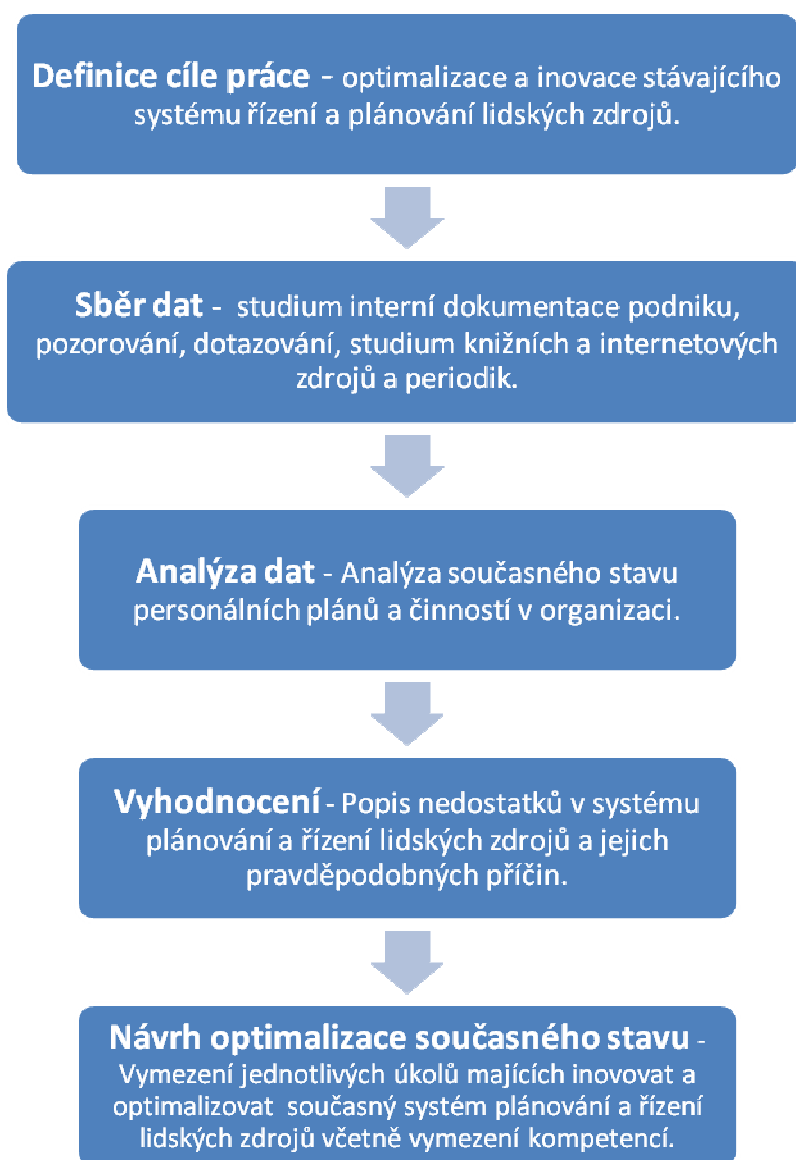 Definice cíle práce - optimalizace a inovace stávajícího
systému řízení a plánování lidských zdrojů.
Sběr dat - studium interní dokumentace podniku,
pozorování, dotazování, studium knižních a internetových
zdrojů a periodik.
Analýza dat - Analýza současného stavu
personálních plánů a činností v organizaci.
Vyhodnocení - Popis nedostatků v systému
plánování a řízení lidských zdrojů a jejich
pravděpodobných příčin.
Návrh optimalizace současného stavu -
Vymezení jednotlivých úkolů majících inovovat a
optimalizovat současný systém plánování a řízení
lidských zdrojů včetně vymezení kompetencí.